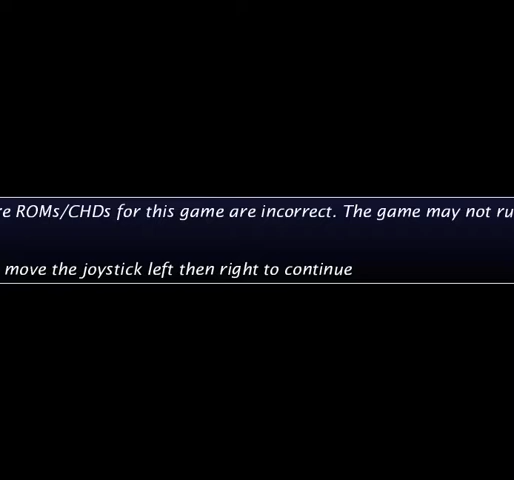 re ROMs/CHDs for this game are incorrect. The game may not ru
move the joystick left then right to continue